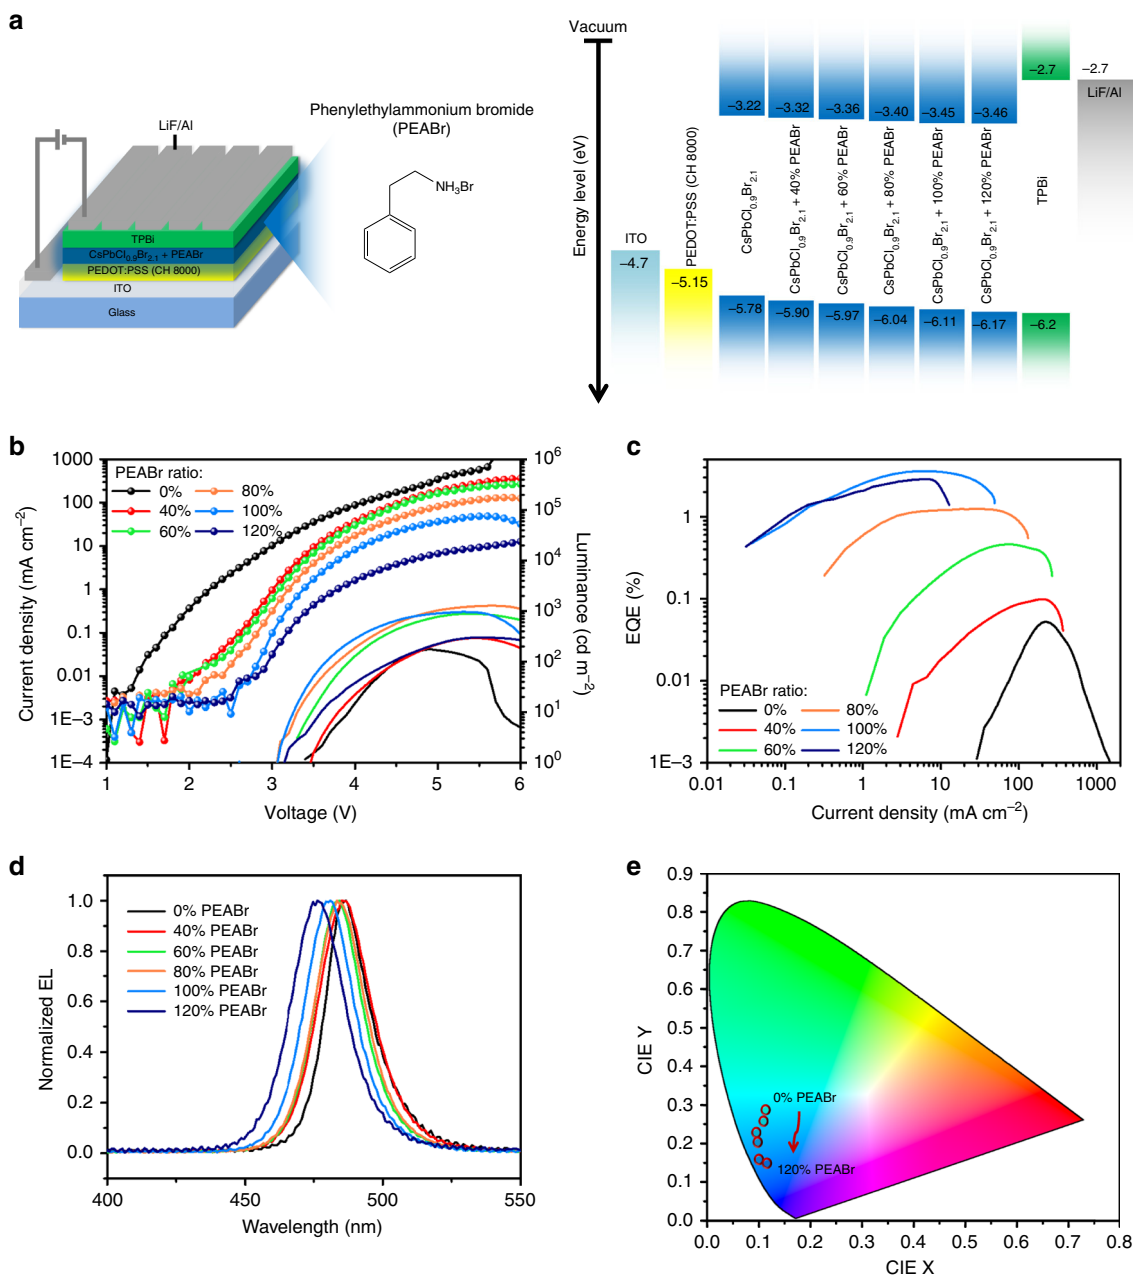 a
LiF/Al
TPBi
CsPbCl0.9Br2.1 + PEABr
PEDOT:PSS (CH 8000)
ITO
Glass
Phenylethylammonium bromide
(PEABr)
NH3Br
Vacuum
Energy level (eV)
ITO
−4.7
PEDOT:PSS (CH 8000)
−5.15
−3.22
CsPbCl0.9Br2.1
−5.78
−3.32
CsPbCl0.9Br2.1 + 40% PEABr
−5.90
−3.36
CsPbCl0.9Br2.1 + 60% PEABr
−5.97
−3.40
CsPbCl0.9Br2.1 + 80% PEABr
−6.04
−3.45
CsPbCl0.9Br2.1 + 100% PEABr
−6.11
−3.46
CsPbCl0.9Br2.1 + 120% PEABr
−6.17
−2.7
TPBi
−6.2
−2.7
LiF/Al
b
Current density (mA cm−2)
1000
100
10
1
0.1
0.01
1E−3
1E−4
PEABr ratio:
0% 80%
40% 100%
60% 120%
10^6
10^5
10^4
10^3
10^2
10^1
10^0
Luminance (cd m−2)
1 2 3 4 5 6
Voltage (V)
c
EQE (%)
1
0.1
0.01
1E−3
PEABr ratio:
0% 80%
40% 100%
60% 120%
0.01 0.1 1 10 100 1000
Current density (mA cm−2)
d
Normalized EL
1.0
0.8
0.6
0.4
0.2
0.0
0% PEABr
40% PEABr
60% PEABr
80% PEABr
100% PEABr
120% PEABr
400 450 500 550
Wavelength (nm)
e
CIE Y
0.9
0.8
0.7
0.6
0.5
0.4
0.3
0.2
0.1
0.0
0% PEABr
120% PEABr
0.0 0.1 0.2 0.3 0.4 0.5 0.6 0.7 0.8
CIE X